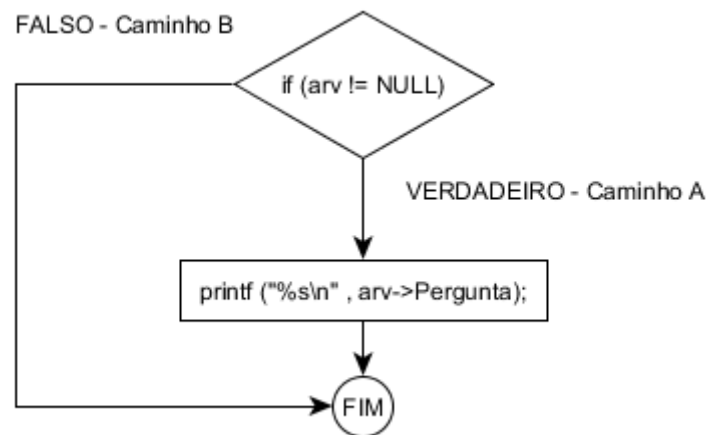 FALSO - Caminho B
if (arv != NULL)
VERDADEIRO - Caminho A
printf ("%s\n" , arv->Pergunta);
FIM